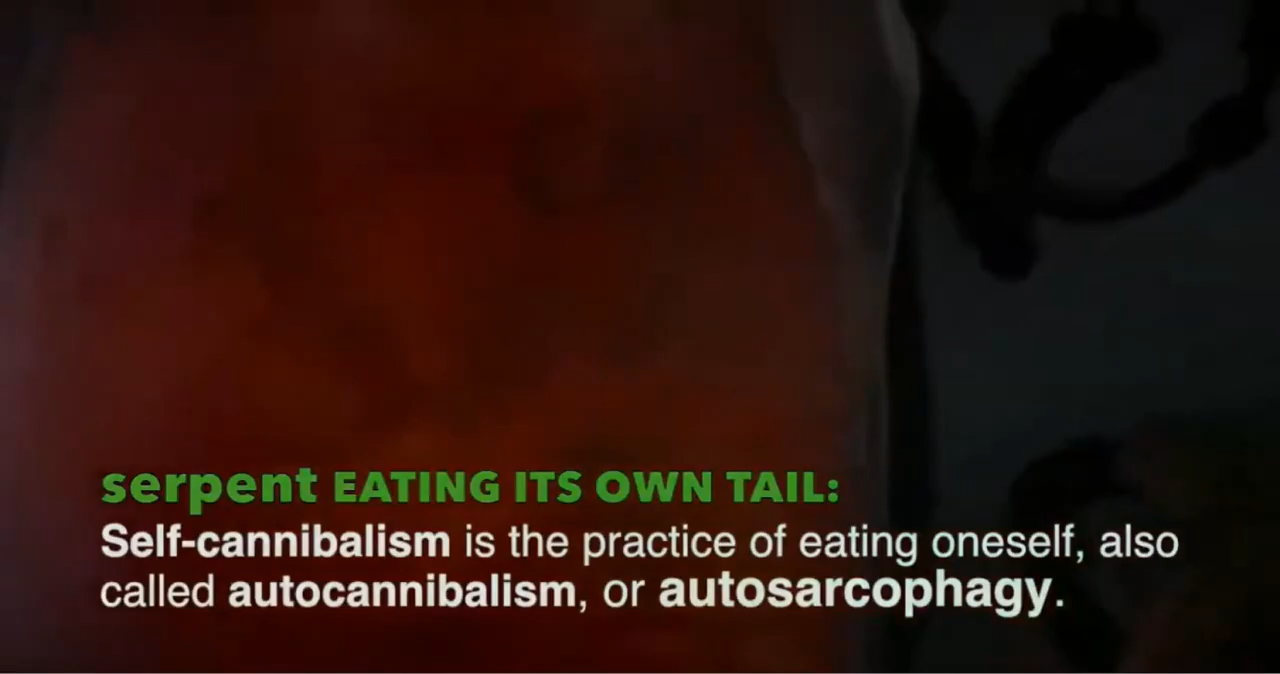 serpent EATING ITS OWN TAIL:
Self-cannibalism is the practice of eating oneself, also
called autocannibalism, or autosarcophagy.